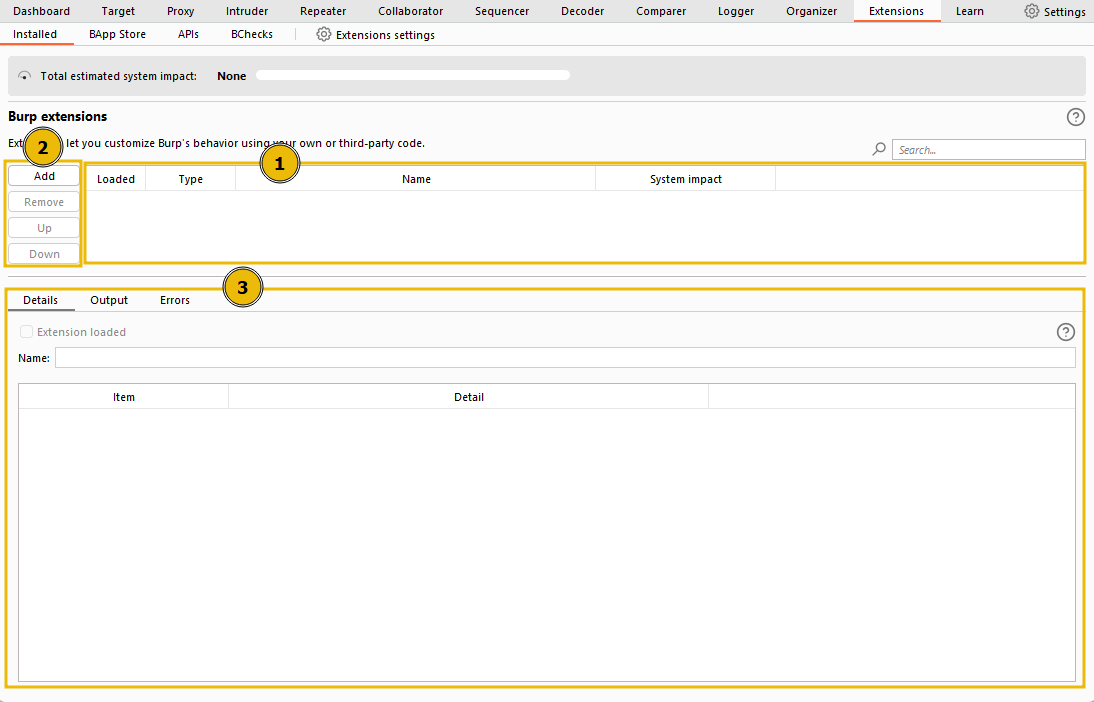 Dashboard Target Proxy Intruder Repeater Collaborator Sequencer Decoder Comparer Logger Organizer Extensions Learn Settings
Installed BApp Store APIs BChecks Extensions settings
Total estimated system impact: None
Burp extensions
Ext let you customize Burp's behavior using your own or third-party code.
Search...
2
1
Add
Remove
Up
Down
Loaded Type Name System impact
3
Details Output Errors
Extension loaded
Name:
Item Detail